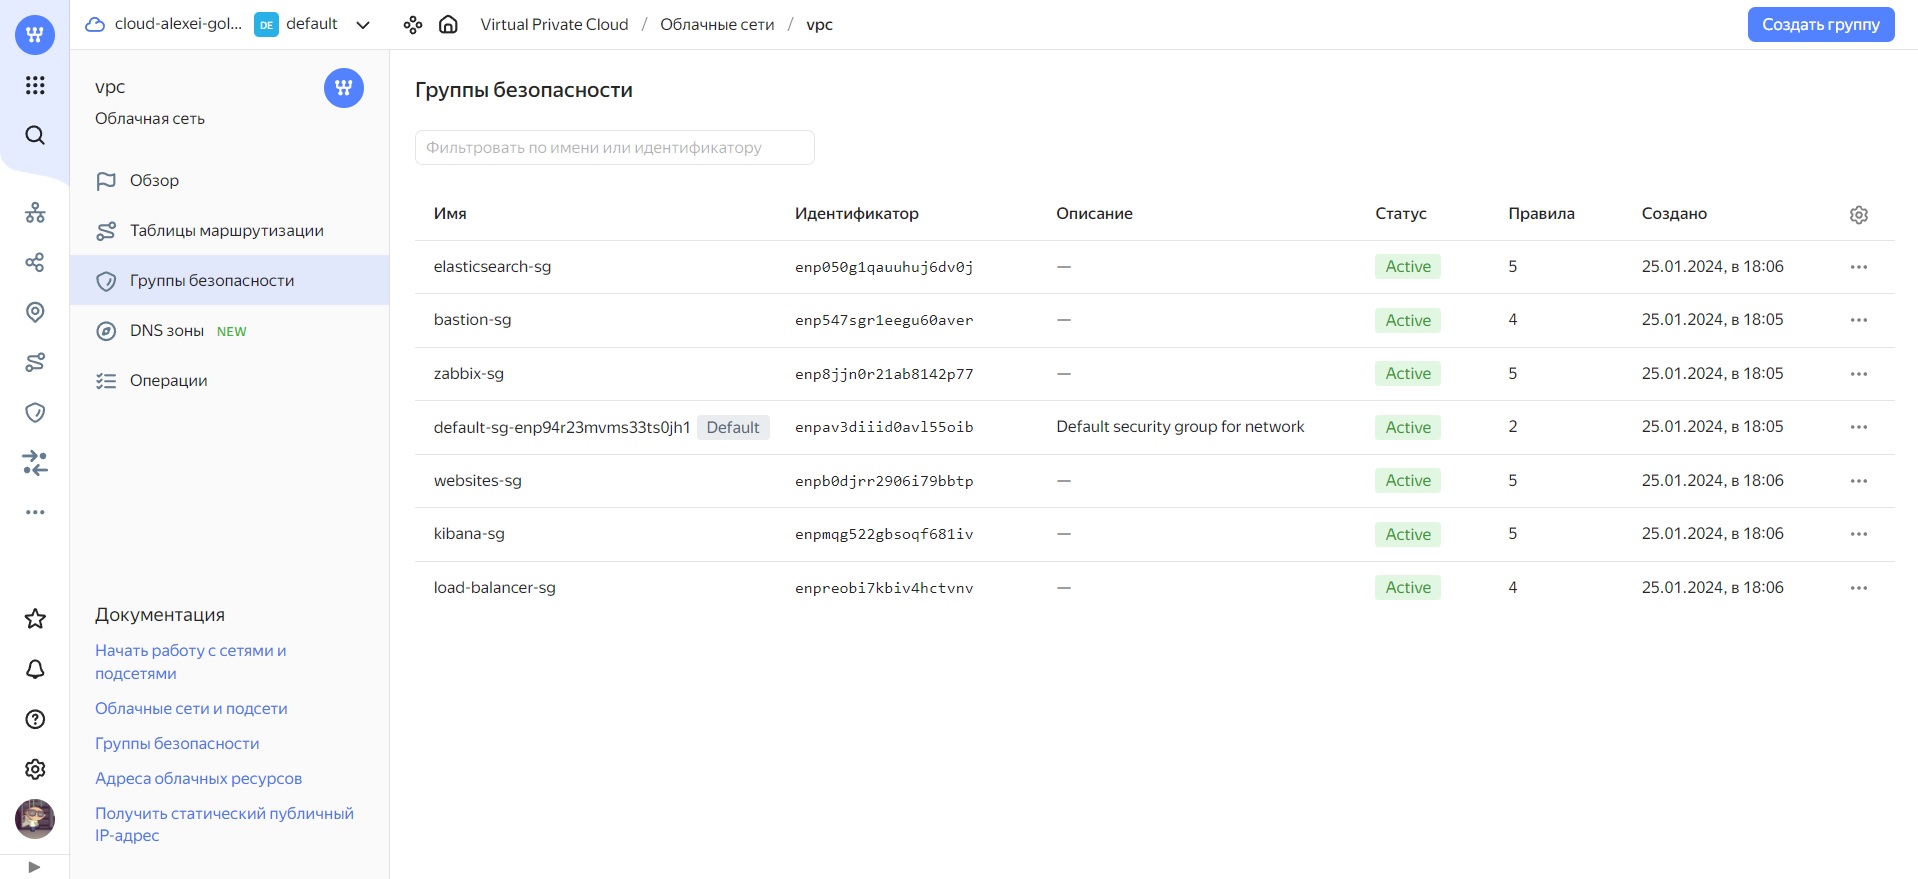 cloud-alexei-gol... DE default Virtual Private Cloud / Облачные сети / vpc Создать группу
vpc
Облачная сеть
Обзор
Таблицы маршрутизации
Группы безопасности
DNS зоны NEW
Операции
Документация
Начать работу с сетями и
подсетями
Облачные сети и подсети
Группы безопасности
Адреса облачных ресурсов
Получить статический публичный
IP-адрес
Группы безопасности
Фильтровать по имени или идентификатору
Имя Идентификатор Описание Статус Правила Создано
elasticsearch-sg enp050g1qauuhuj6dv0j — Active 5 25.01.2024, в 18:06
bastion-sg enp547sgr1eegu60aver — Active 4 25.01.2024, в 18:05
zabbix-sg enp8jjn0r21ab8142p77 — Active 5 25.01.2024, в 18:05
default-sg-enp94r23mvms33ts0jh1 Default enpav3diiid0avl55oib Default security group for network Active 2 25.01.2024, в 18:05
websites-sg enpb0djrr2906i79bbtp — Active 5 25.01.2024, в 18:06
kibana-sg enpmqg522gbsoqf681iv — Active 5 25.01.2024, в 18:06
load-balancer-sg enpreobi7kbiv4hctvnv — Active 4 25.01.2024, в 18:06